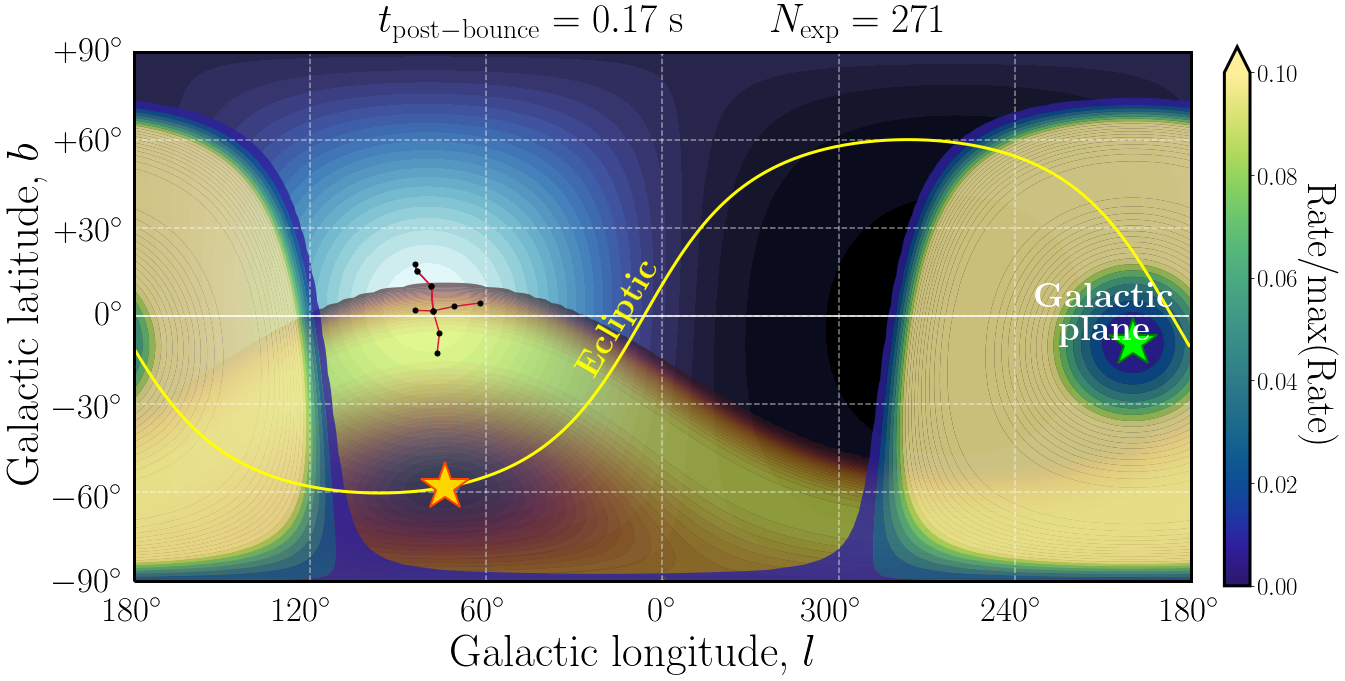 t_post−bounce = 0.17 s N_exp = 271
+90°
+60°
+30°
0°
−30°
−60°
−90°
Galactic latitude, b
Ecliptic
Galactic
plane
180° 120° 60° 0° 300° 240° 180°
Galactic longitude, l
0.10
0.08
0.06
0.04
0.02
0.00
Rate/max(Rate)